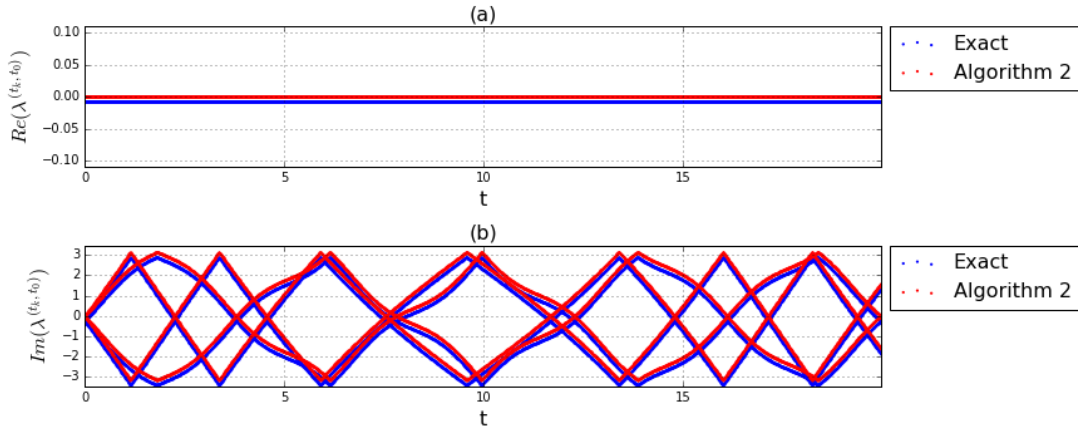 (a)
0.10
0.05
0.00
−0.05
−0.10
Re(λ^{(t_k,t_0)})
0 5 10 15
t
Exact
Algorithm 2
(b)
3
2
1
0
−1
−2
−3
Im(λ^{(t_k,t_0)})
0 5 10 15
t
Exact
Algorithm 2